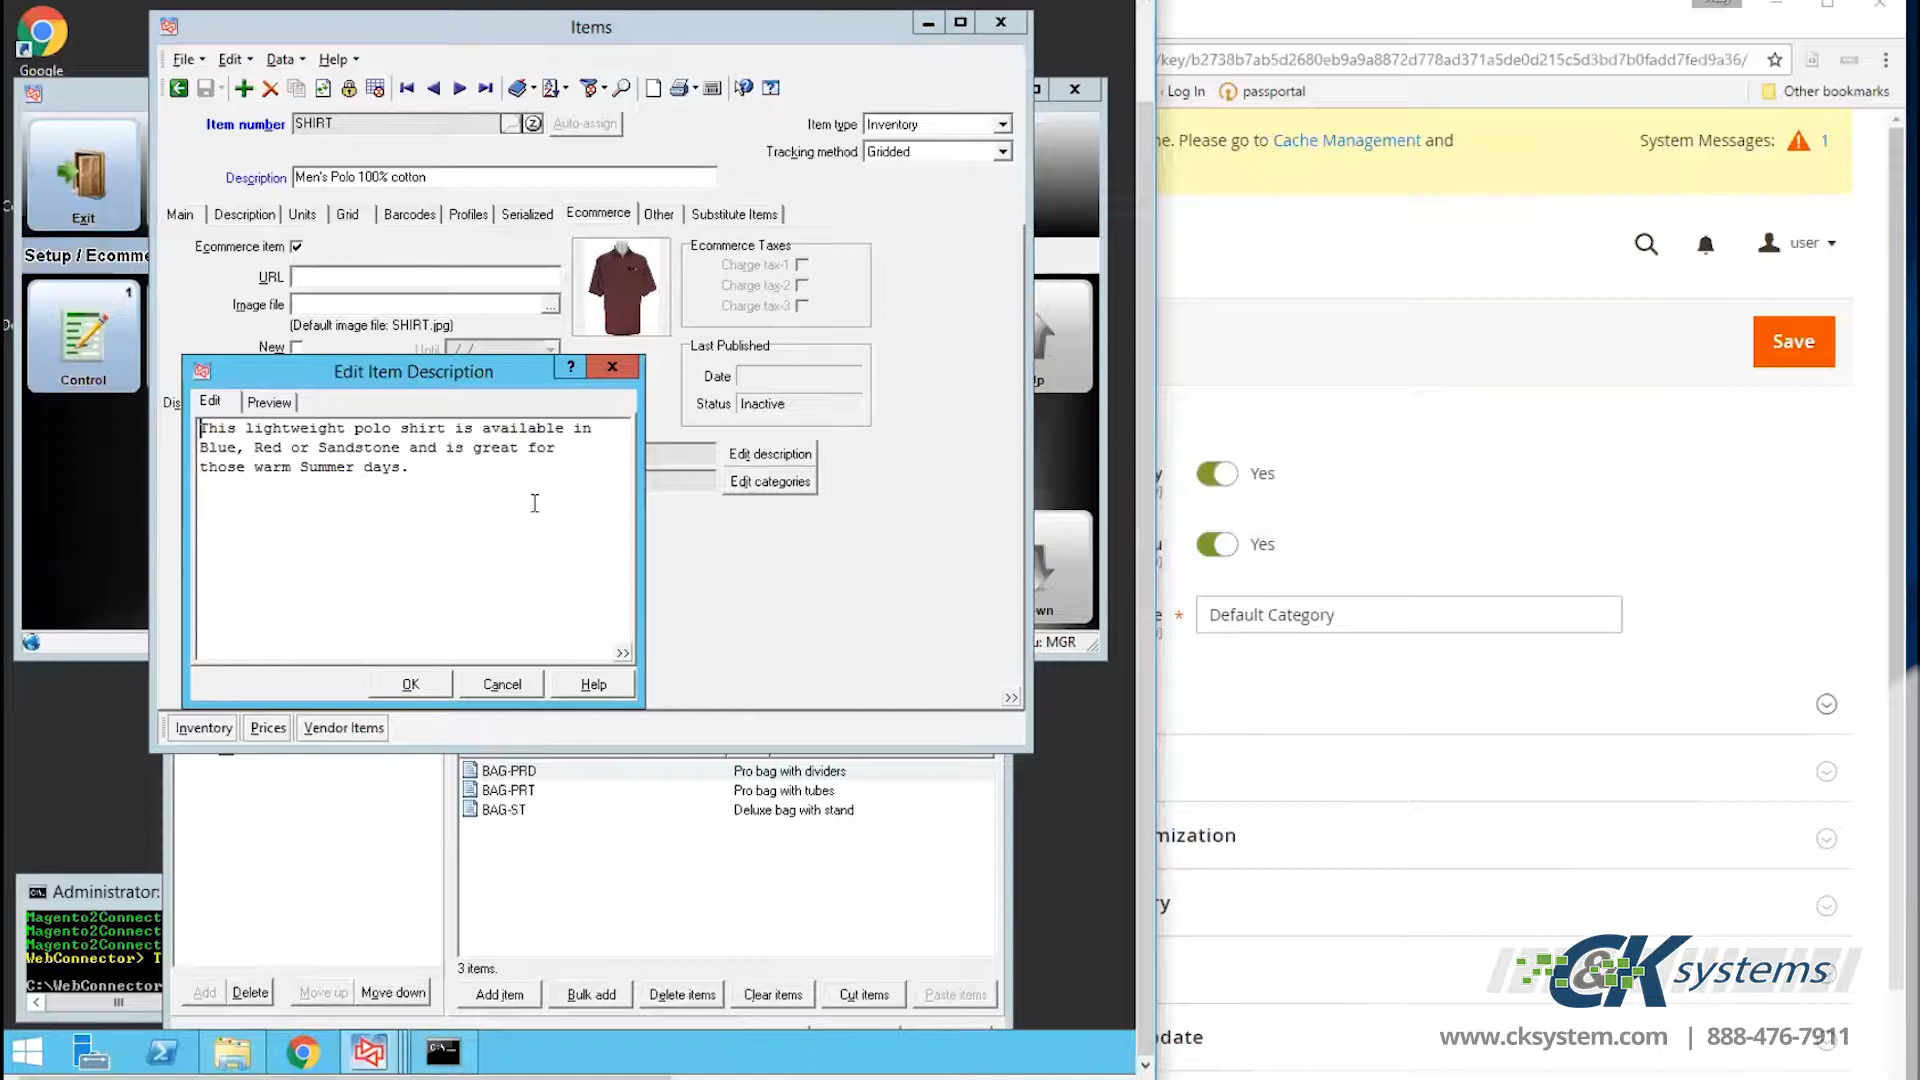 Google
Items
File
Edit
Data
Help
Item number
SHIRT
Auto-assign
Item type
Inventory
Tracking method
Gridded
Description
Men's Polo 100% cotton
Main
Description
Units
Grid
Barcodes
Profiles
Serialized
Ecommerce
Other
Substitute Items
Ecommerce item
URL
Image file
...
(Default image file: SHIRT.jpg)
New
Until
/ /
Ecommerce Taxes
Charge tax-1
Charge tax-2
Charge tax-3
Last Published
Date
Status
Inactive
Dis
Edit description
Edit categories
Edit Item Description
?
Edit
Preview
This lightweight polo shirt is available in
Blue, Red or Sandstone and is great for
those warm Summer days.
>>
OK
Cancel
Help
>>
Inventory
Prices
Vendor Items
Exit
Setup / Ecomme
1
Control
u: MGR
BAG-PRD
Pro bag with dividers
BAG-PRT
Pro bag with tubes
BAG-ST
Deluxe bag with stand
3 items.
Add
Delete
Move up
Move down
Add item
Bulk add
Delete items
Clear items
Cut items
Paste items
Administrator:
Magento2Connect
Magento2Connect
Magento2Connect
WebConnector> T
C:\WebConnector
/key/b2738b7ab5d2680eb9a9a8872d778ad371a5de0d215c5d3bd7b0fadd7fed9a36/
Log In
passportal
Other bookmarks
ne. Please go to Cache Management and
System Messages:
1
user
Save
Yes
Yes
* Default Category
mization
ry
pdate
C&K systems
www.cksystem.com | 888-476-7911